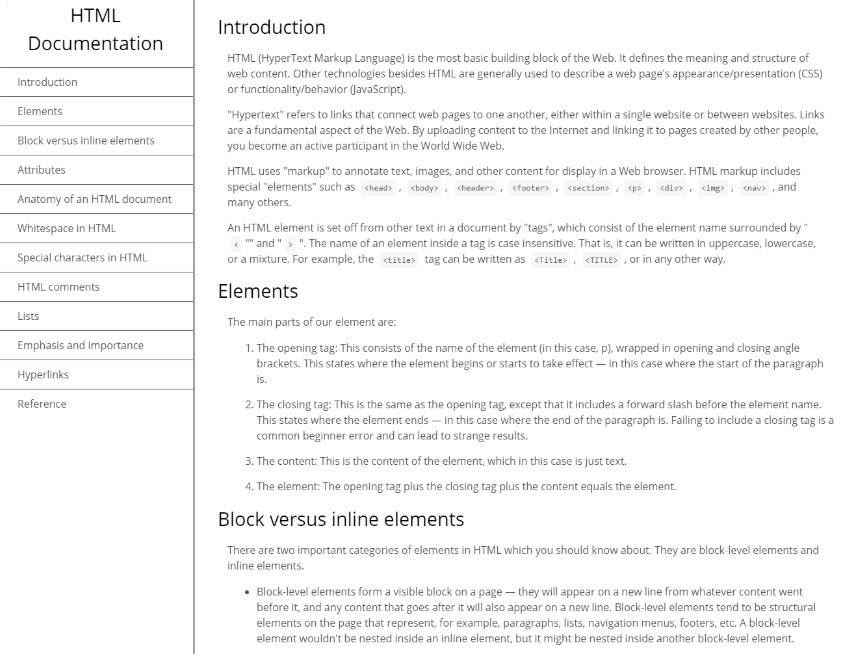 HTML
Documentation
Introduction
Elements
Block versus inline elements
Attributes
Anatomy of an HTML document
Whitespace in HTML
Special characters in HTML
HTML comments
Lists
Emphasis and importance
Hyperlinks
Reference
Introduction
HTML (HyperText Markup Language) is the most basic building block of the Web. It defines the meaning and structure of
web content. Other technologies besides HTML are generally used to describe a web page's appearance/presentation (CSS)
or functionality/behavior (JavaScript).
"Hypertext" refers to links that connect web pages to one another, either within a single website or between websites. Links
are a fundamental aspect of the Web. By uploading content to the Internet and linking it to pages created by other people,
you become an active participant in the World Wide Web.
HTML uses "markup" to annotate text, images, and other content for display in a Web browser. HTML markup includes
special "elements" such as <head> , <body> , <header> , <footer> , <section> , <p> , <div> , <img> , <nav> , and
many others.
An HTML element is set off from other text in a document by "tags", which consist of the element name surrounded by "
< "" and " > ". The name of an element inside a tag is case insensitive. That is, it can be written in uppercase, lowercase,
or a mixture. For example, the <title> tag can be written as <Title> , <TITLE> , or in any other way.
Elements
The main parts of our element are:
1. The opening tag: This consists of the name of the element (in this case, p), wrapped in opening and closing angle
brackets. This states where the element begins or starts to take effect — in this case where the start of the paragraph
is.
2. The closing tag: This is the same as the opening tag, except that it includes a forward slash before the element name.
This states where the element ends — in this case where the end of the paragraph is. Failing to include a closing tag is a
common beginner error and can lead to strange results.
3. The content: This is the content of the element, which in this case is just text.
4. The element: The opening tag plus the closing tag plus the content equals the element.
Block versus inline elements
There are two important categories of elements in HTML which you should know about. They are block-level elements and
inline elements.
• Block-level elements form a visible block on a page — they will appear on a new line from whatever content went
before it, and any content that goes after it will also appear on a new line. Block-level elements tend to be structural
elements on the page that represent, for example, paragraphs, lists, navigation menus, footers, etc. A block-level
element wouldn't be nested inside an inline element, but it might be nested inside another block-level element.